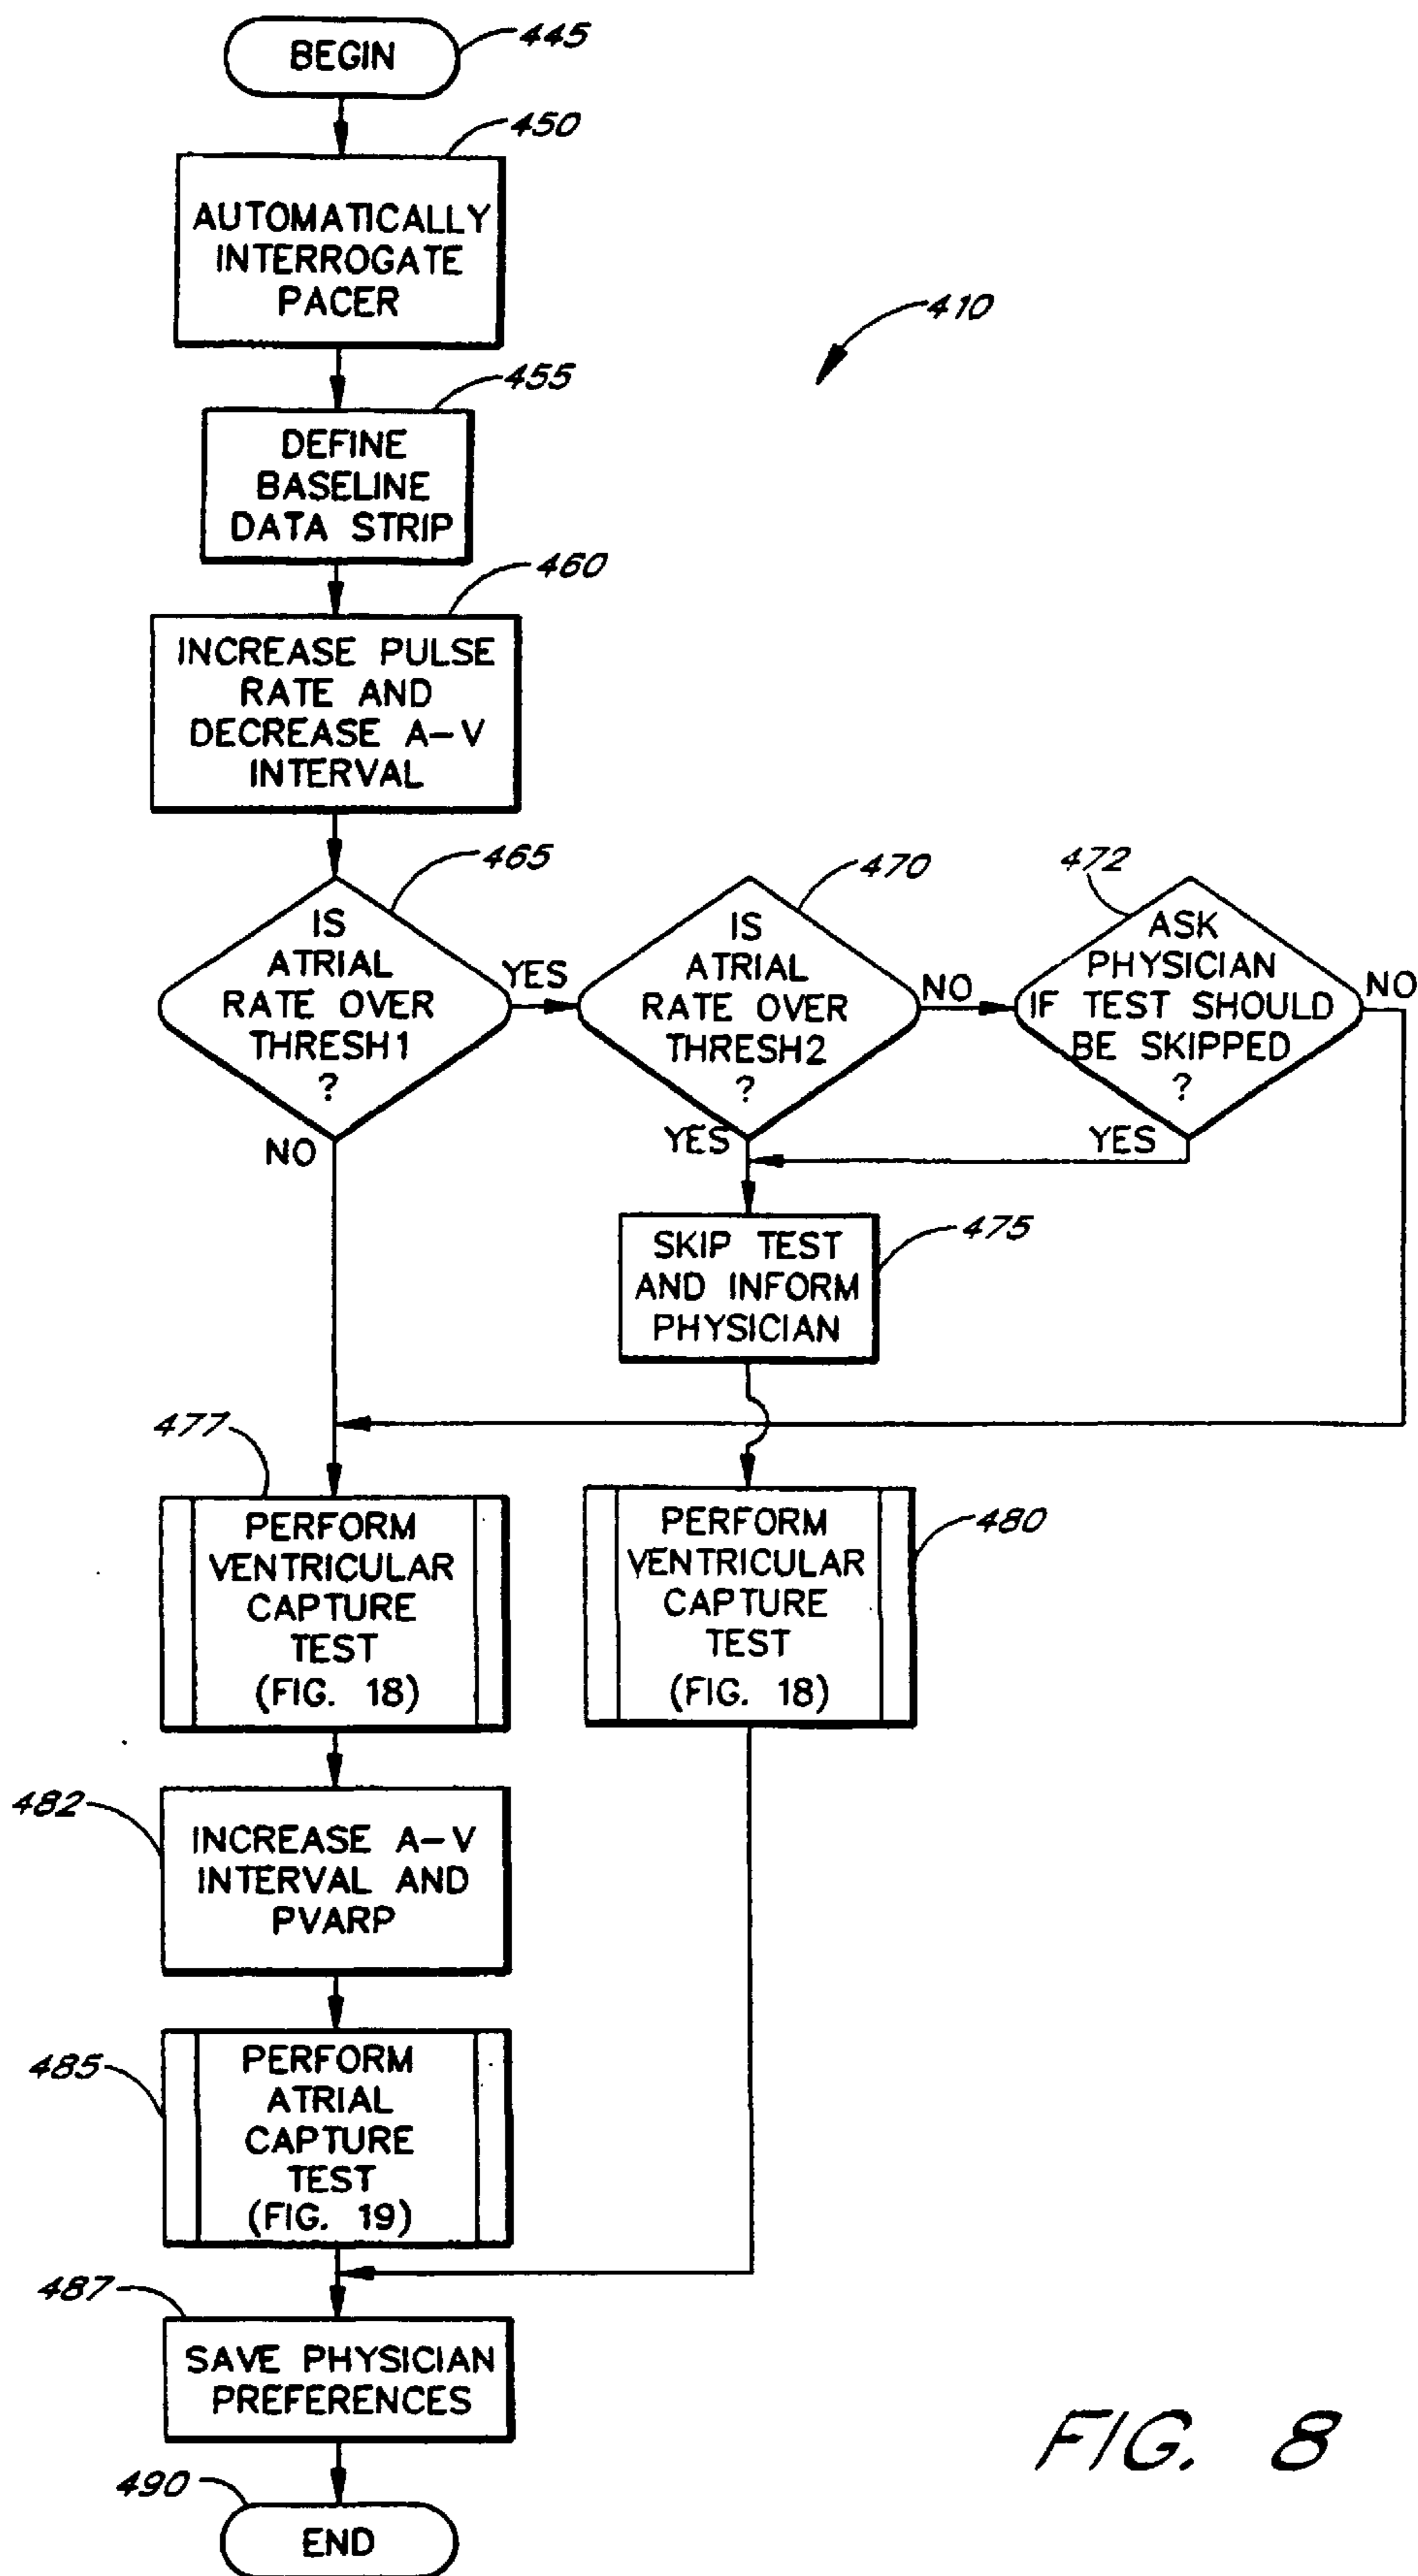 BEGIN
445
450
AUTOMATICALLY
INTERROGATE
PACER
410
455
DEFINE
BASELINE
DATA STRIP
460
INCREASE PULSE
RATE AND
DECREASE A-V
INTERVAL
465
IS
ATRIAL
RATE OVER
THRESH1
?
YES
NO
470
IS
ATRIAL
RATE OVER
THRESH2
?
NO
YES
472
ASK
PHYSICIAN
IF TEST SHOULD
BE SKIPPED
?
NO
YES
475
SKIP TEST
AND INFORM
PHYSICIAN
477
PERFORM
VENTRICULAR
CAPTURE
TEST
(FIG. 18)
480
PERFORM
VENTRICULAR
CAPTURE
TEST
(FIG. 18)
482
INCREASE A-V
INTERVAL AND
PVARP
485
PERFORM
ATRIAL
CAPTURE
TEST
(FIG. 19)
487
SAVE PHYSICIAN
PREFERENCES
490
END
FIG. 8